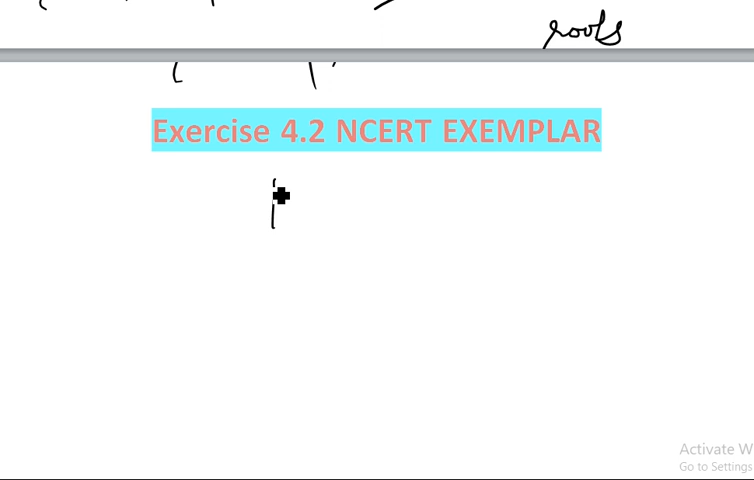 roots
Exercise 4.2 NCERT EXEMPLAR
Activate W
Go to Settings